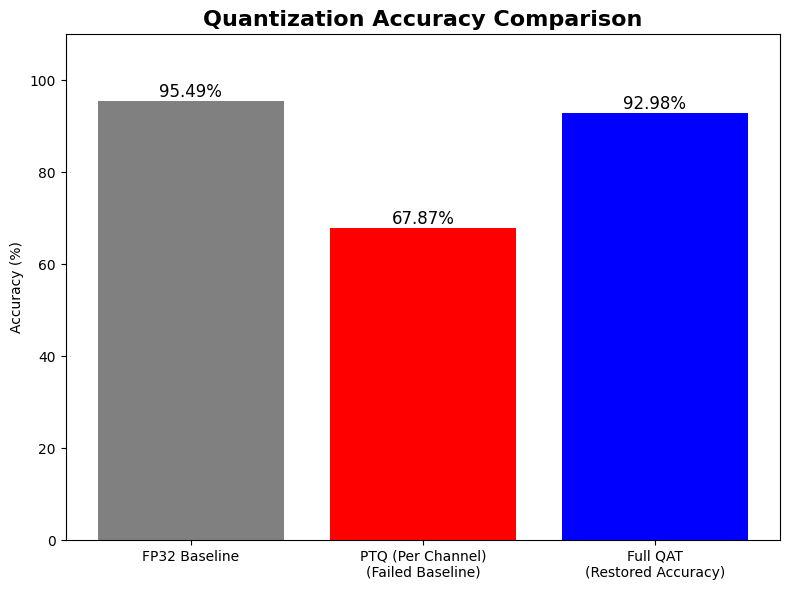 Quantization Accuracy Comparison
Accuracy (%)
100
80
60
40
20
0
95.49%
67.87%
92.98%
FP32 Baseline
PTQ (Per Channel)
(Failed Baseline)
Full QAT
(Restored Accuracy)